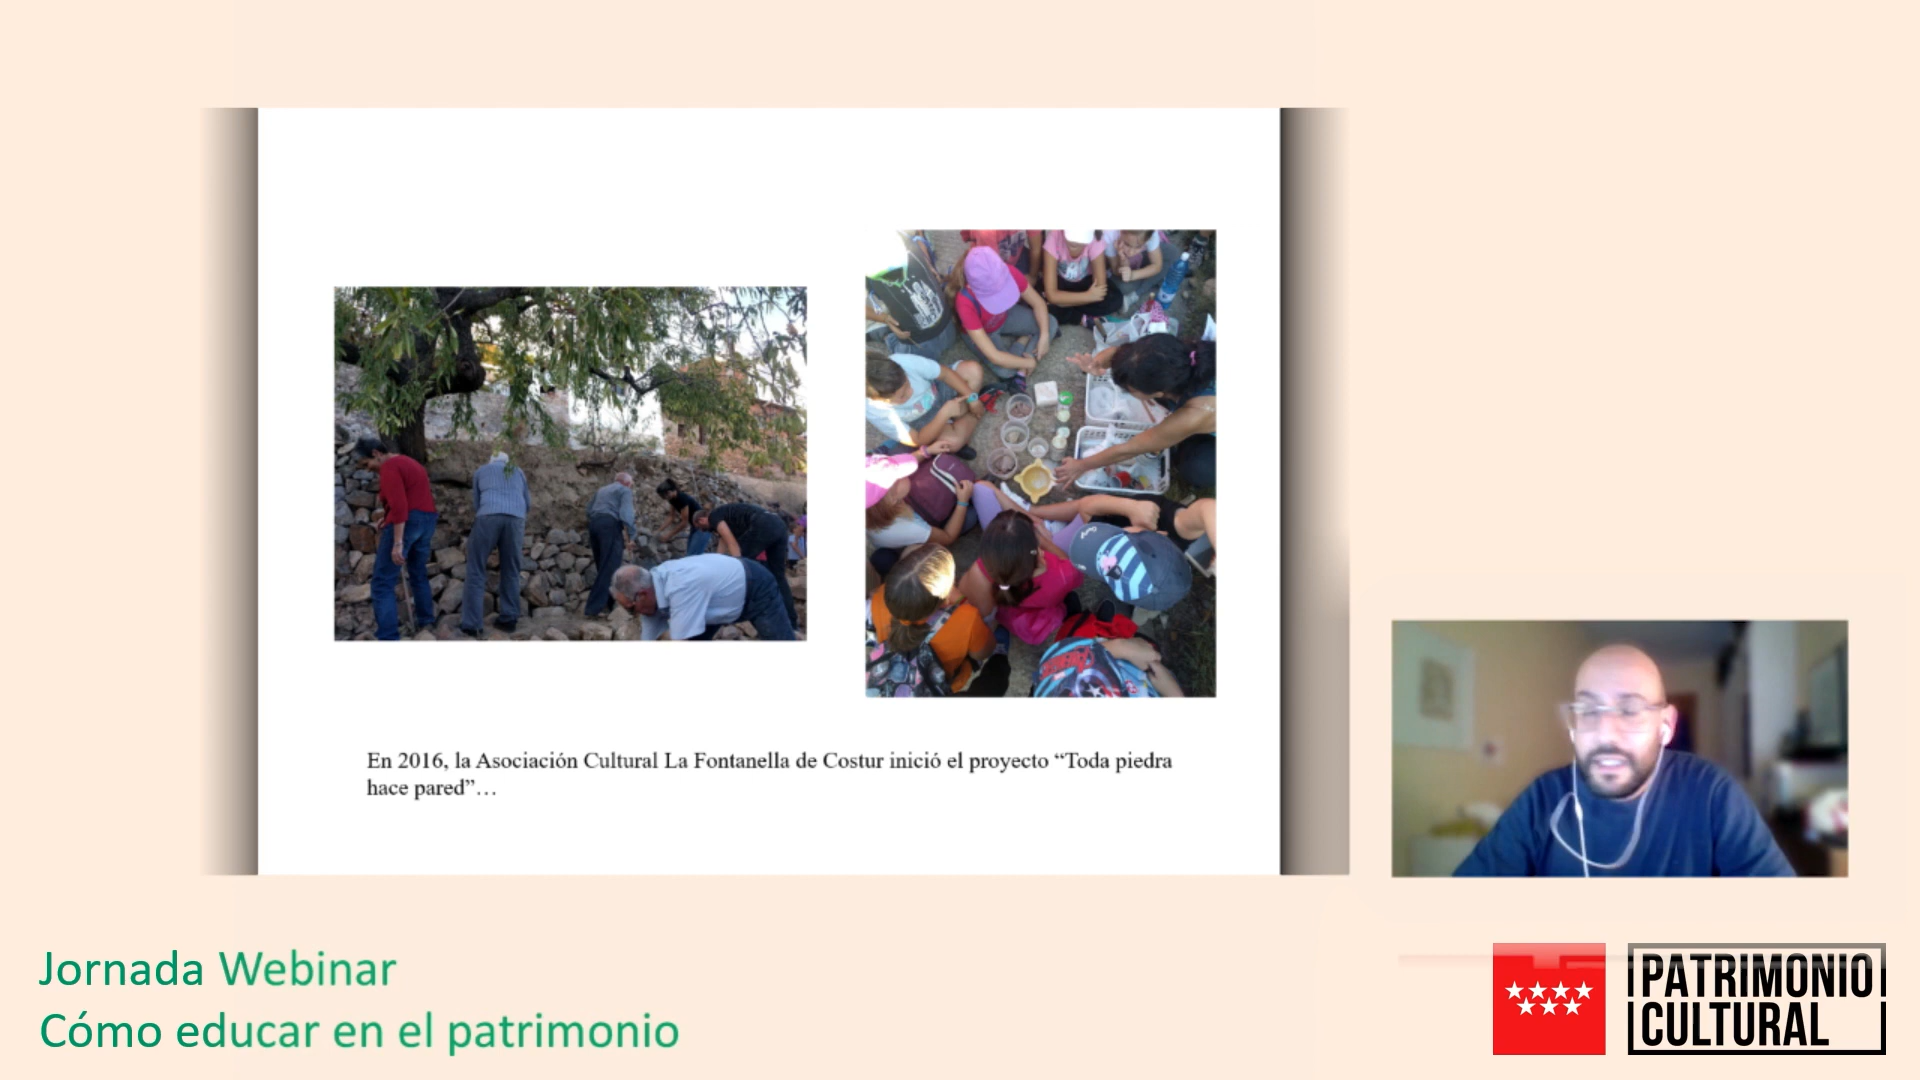 En 2016, la Asociación Cultural La Fontanella de Costur inició el proyecto “Toda piedra
hace pared”…
Jornada Webinar
Cómo educar en el patrimonio
PATRIMONIO
CULTURAL